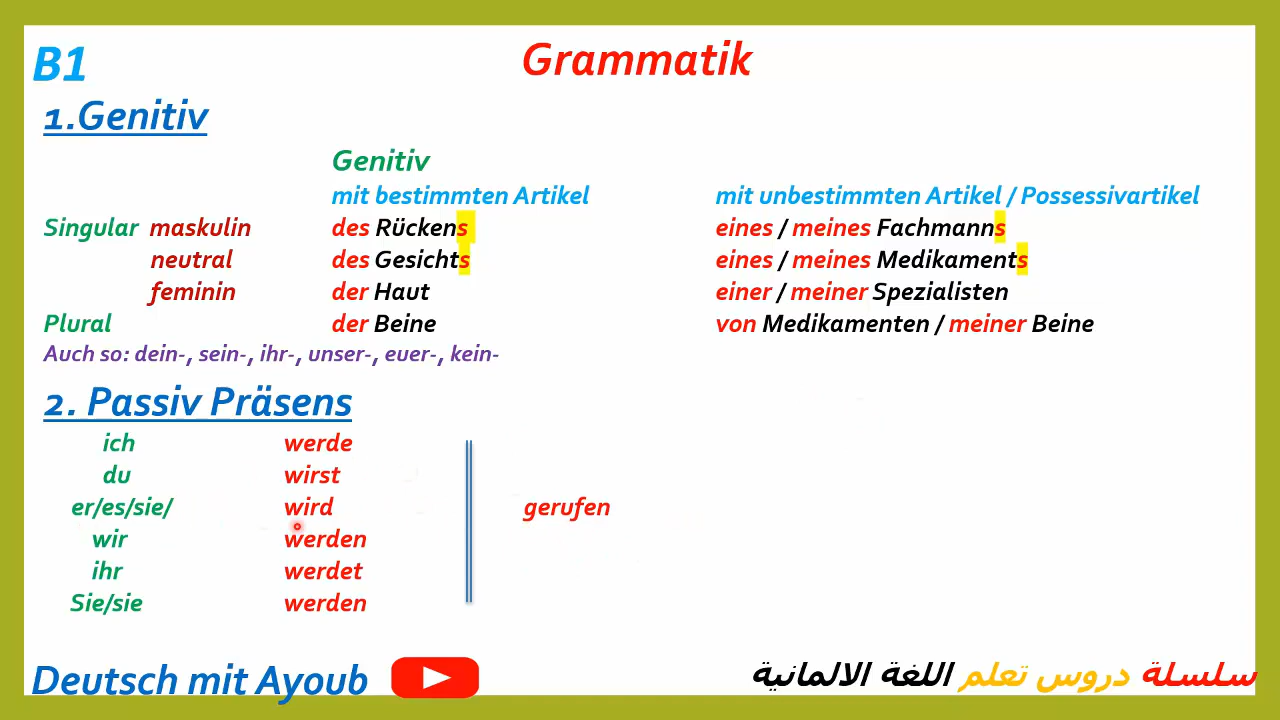 B1
Grammatik
1.Genitiv
Genitiv
mit bestimmten Artikel mit unbestimmten Artikel / Possessivartikel
Singular maskulin des Rückens eines / meines Fachmanns
neutral des Gesichts eines / meines Medikaments
feminin der Haut einer / meiner Spezialisten
Plural der Beine von Medikamenten / meiner Beine
Auch so: dein-, sein-, ihr-, unser-, euer-, kein-
2. Passiv Präsens
ich werde
du wirst
er/es/sie/ wird gerufen
wir werden
ihr werdet
Sie/sie werden
Deutsch mit Ayoub
سلسلة دروس تعلم اللغة الالمانية